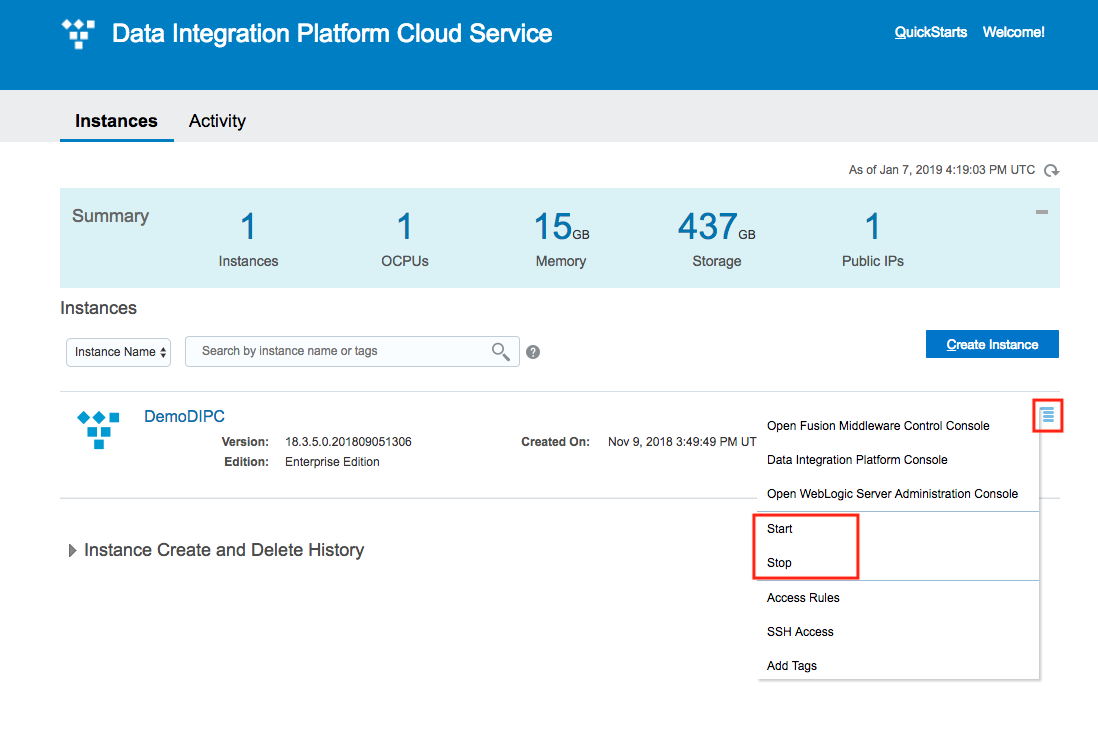 Data Integration Platform Cloud Service
QuickStarts Welcome!
Instances Activity
As of Jan 7, 2019 4:19:03 PM UTC
Summary
1 1 15GB 437GB 1
Instances OCPUs Memory Storage Public IPs
Instances
Instance Name Search by instance name or tags ?
Create Instance
DemoDIPC
Version: 18.3.5.0.201809051306 Created On: Nov 9, 2018 3:49:49 PM UT
Edition: Enterprise Edition
Open Fusion Middleware Control Console
Data Integration Platform Console
Open WebLogic Server Administration Console
Start
Stop
Access Rules
SSH Access
Add Tags
Instance Create and Delete History